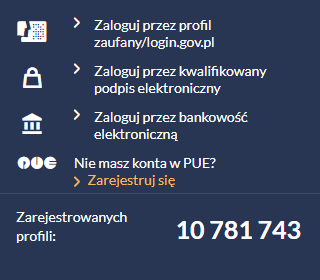 Zaloguj przez profil
zaufany/login.gov.pl
Zaloguj przez kwalifikowany
podpis elektroniczny
Zaloguj przez bankowość
elektroniczną
PUE Nie masz konta w PUE?
Zarejestruj się
Zarejestrowanych
profili:
10 781 743